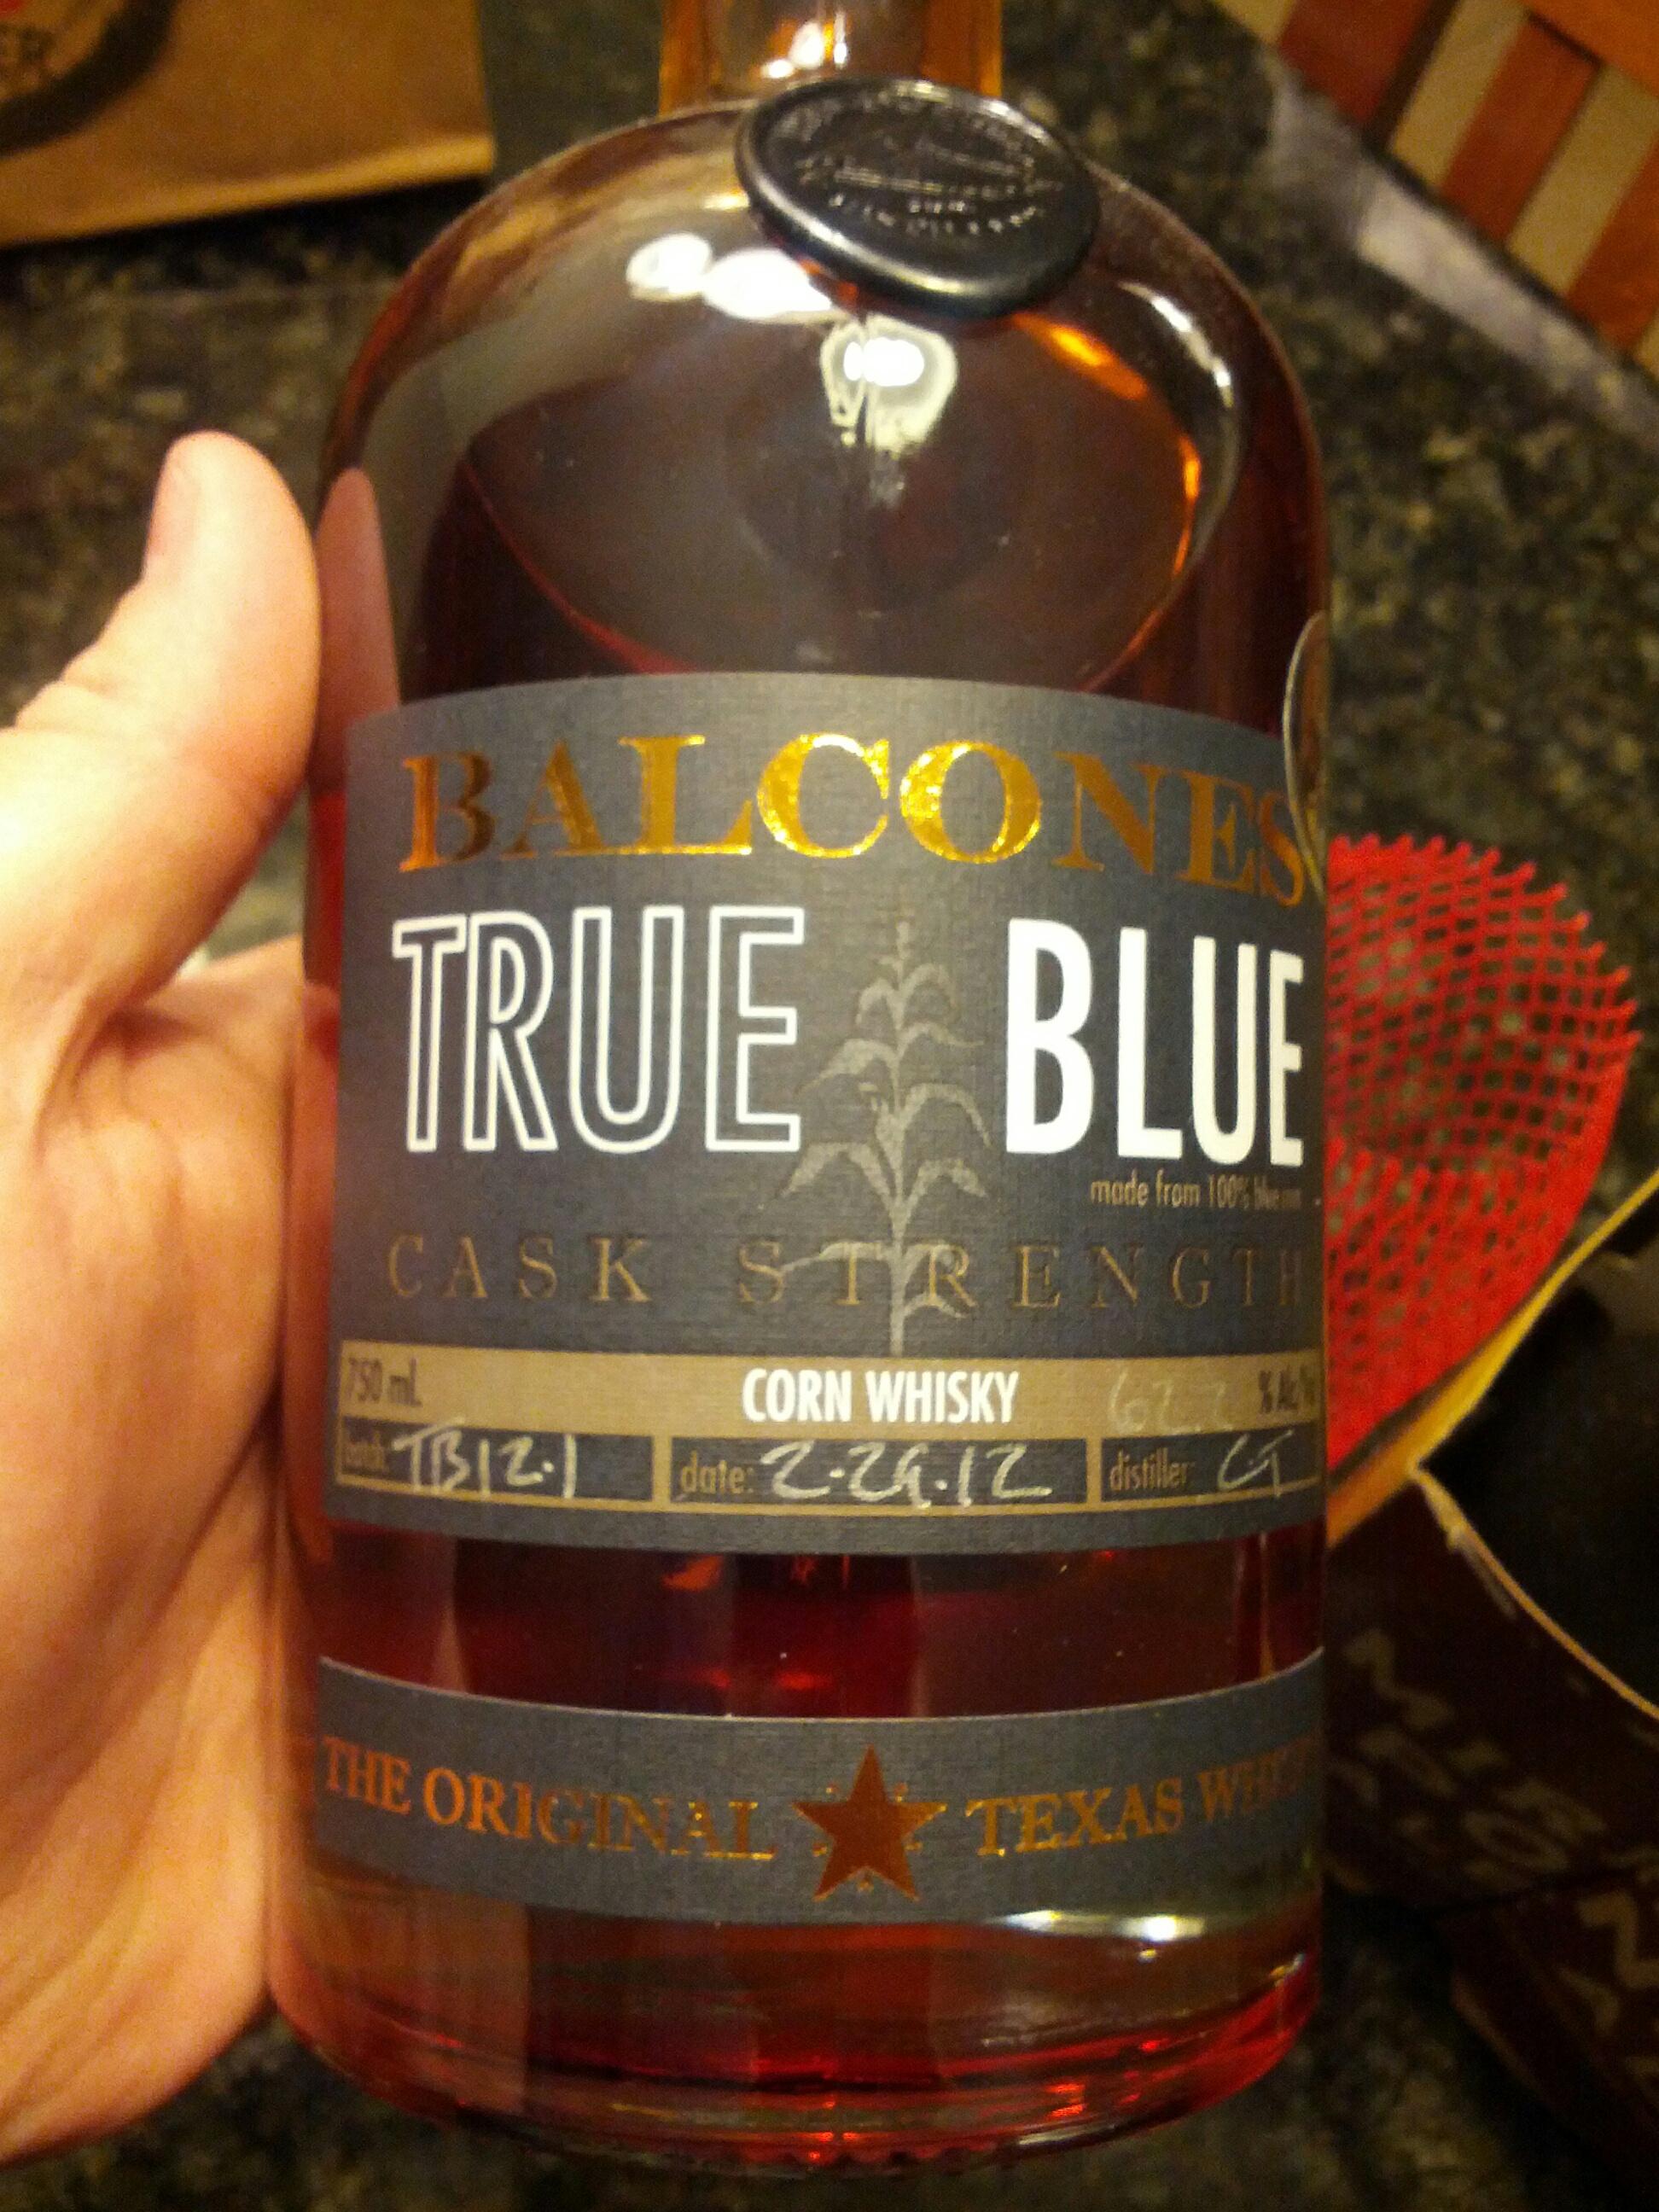 BALCONES
TRUE BLUE
made from 100% blue corn
CASK STRENGTH
750 mL CORN WHISKY 62.2 % Alc/Vol
batch: TB12-1 date: 2-29-12 distiller: CT
THE ORIGINAL TEXAS